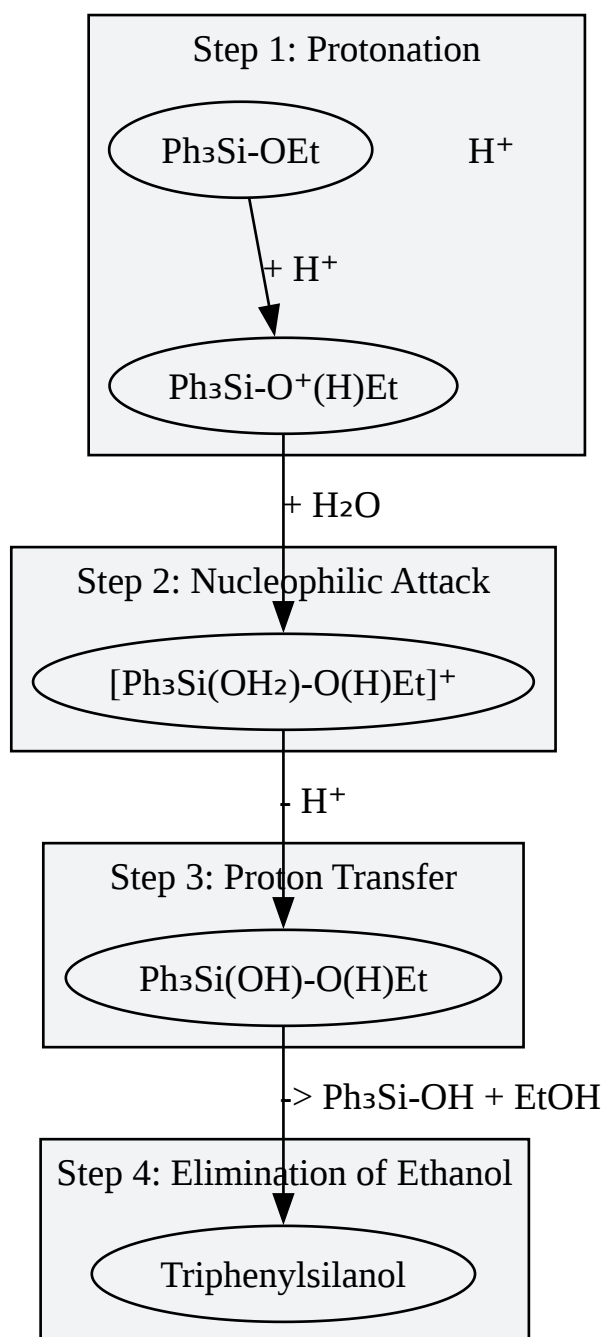 Step 1: Protonation
Ph₃Si-OEt
H⁺
+ H⁺
Ph₃Si-O⁺(H)Et
+ H₂O
Step 2: Nucleophilic Attack
[Ph₃Si(OH₂)-O(H)Et]⁺
- H⁺
Step 3: Proton Transfer
Ph₃Si(OH)-O(H)Et
-> Ph₃Si-OH + EtOH
Step 4: Elimination of Ethanol
Triphenylsilanol